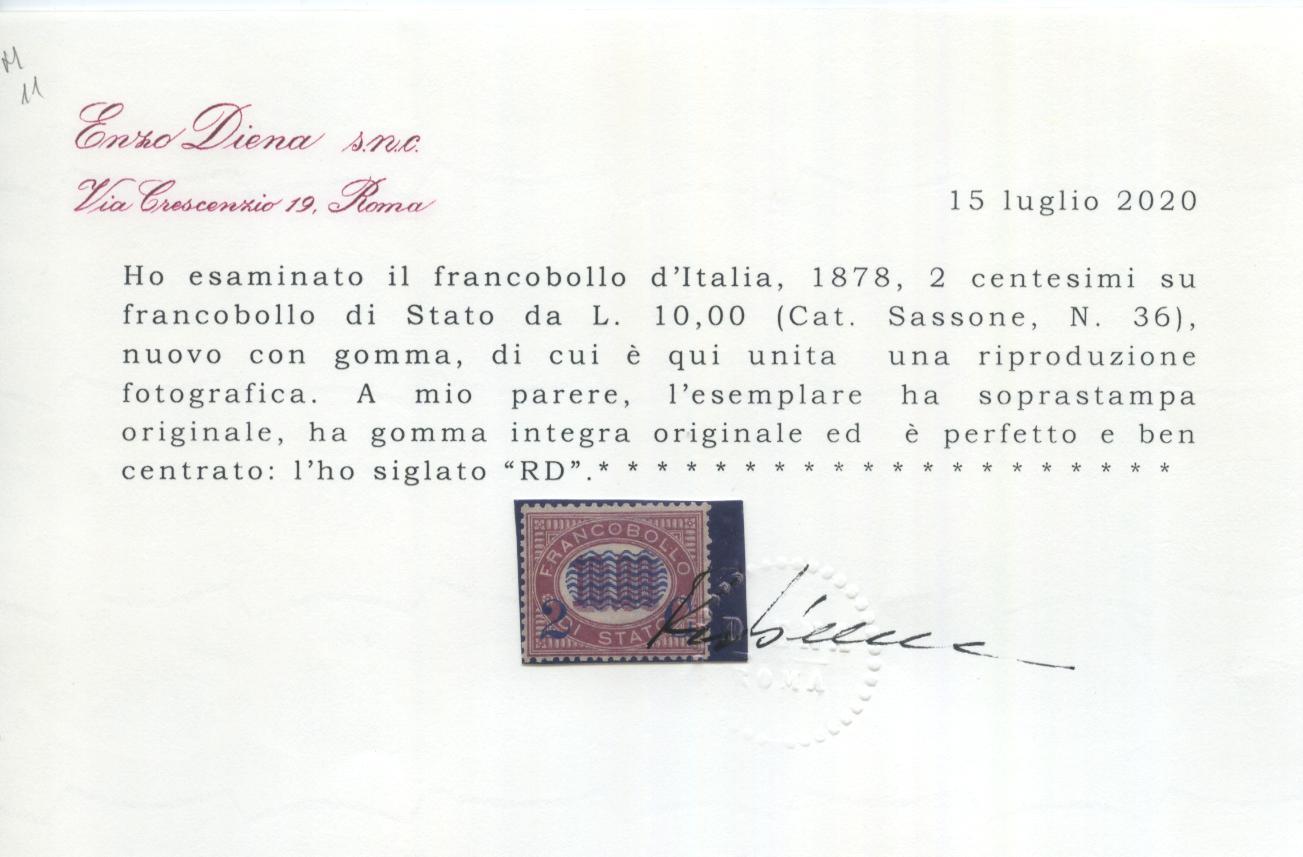 11
Enzo Diena s.n.c.
Via Crescenzio 19, Roma
15 luglio 2020
Ho esaminato il francobollo d'Italia, 1878, 2 centesimi su
francobollo di Stato da L. 10,00 (Cat. Sassone, N. 36),
nuovo con gomma, di cui è qui unita una riproduzione
fotografica. A mio parere, l'esemplare ha soprastampa
originale, ha gomma integra originale ed è perfetto e ben
centrato: l'ho siglato “RD”.* * * * * * * * * * * * * * * * * * * *
FRANCOBOLLO
2
DI STATO